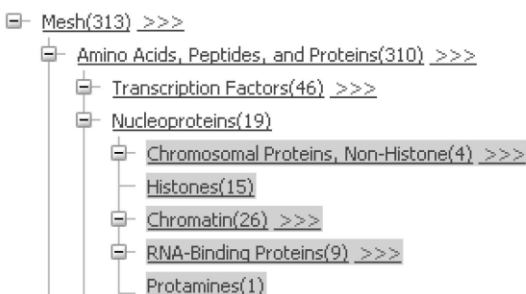 Mesh(313) >>>
Amino Acids, Peptides, and Proteins(310) >>>
Transcription Factors(46) >>>
Nucleoproteins(19)
Chromosomal Proteins, Non-Histone(4) >>>
Histones(15)
Chromatin(26) >>>
RNA-Binding Proteins(9) >>>
Protamines(1)